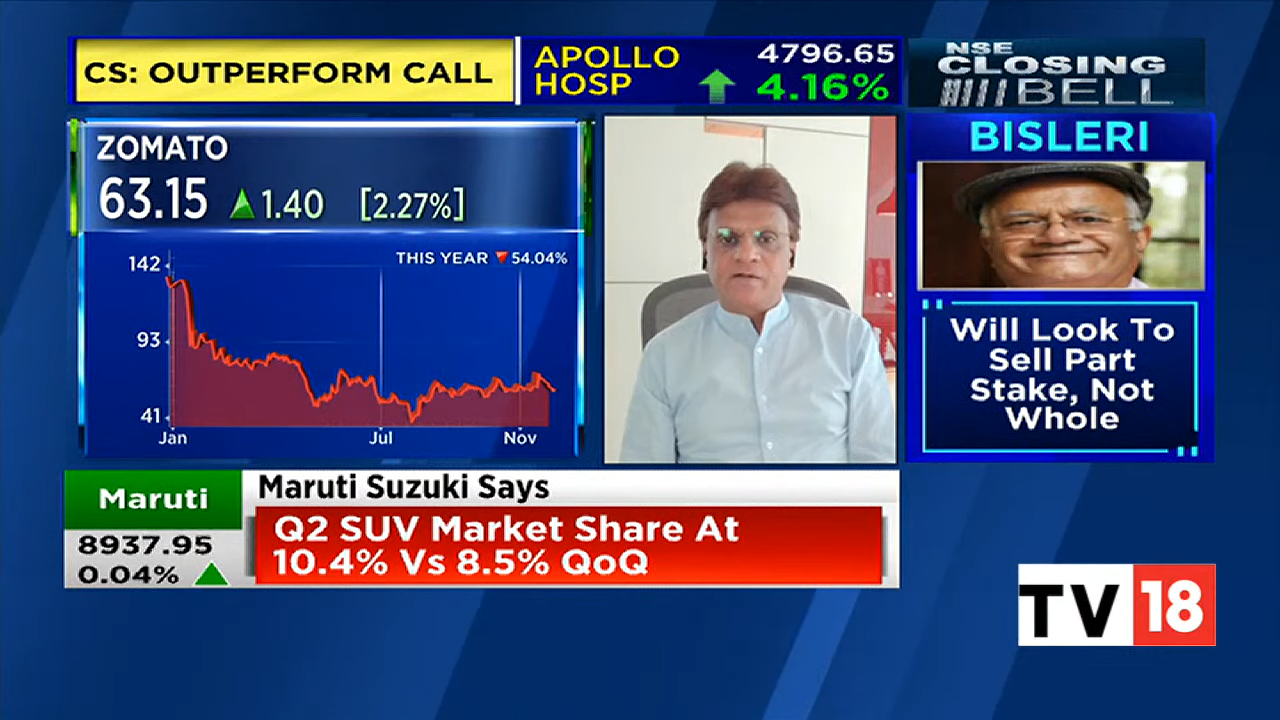 CS: OUTPERFORM CALL
APOLLO
HOSP
4796.65
4.16%
NSE
CLOSING
BELL
ZOMATO
63.15 1.40 [2.27%]
THIS YEAR 54.04%
142
93
41
Jan Jul Nov
BISLERI
"Will Look To
Sell Part
Stake, Not
Whole"
Maruti
8937.95
0.04%
Maruti Suzuki Says
Q2 SUV Market Share At
10.4% Vs 8.5% QoQ
TV18